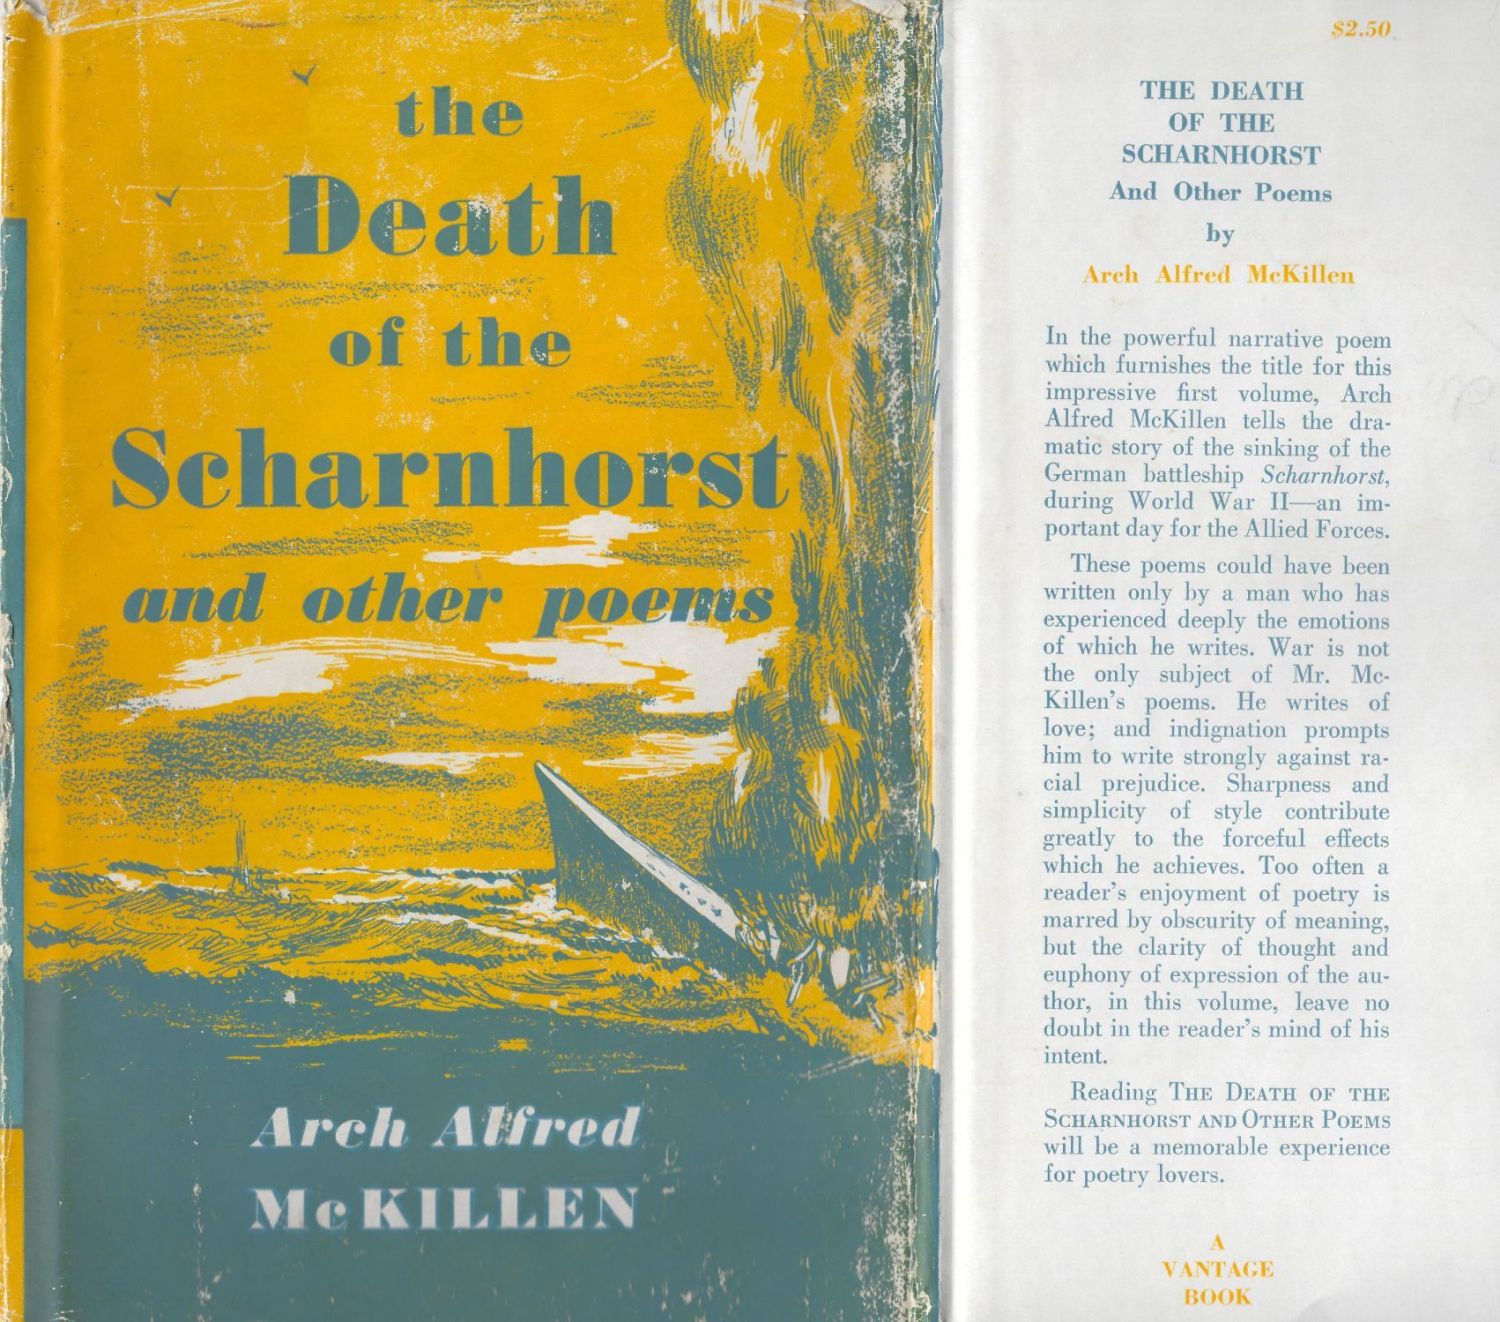 the
Death
of the
Scharnhorst
and other poems
Arch Alfred
McKILLEN
$2.50
THE DEATH
OF THE
SCHARNHORST
And Other Poems
by
Arch Alfred McKillen
In the powerful narrative poem
which furnishes the title for this
impressive first volume, Arch
Alfred McKillen tells the dra-
matic story of the sinking of the
German battleship Scharnhorst,
during World War II—an im-
portant day for the Allied Forces.
These poems could have been
written only by a man who has
experienced deeply the emotions
of which he writes. War is not
the only subject of Mr. Mc-
Killen's poems. He writes of
love; and indignation prompts
him to write strongly against ra-
cial prejudice. Sharpness and
simplicity of style contribute
greatly to the forceful effects
which he achieves. Too often a
reader's enjoyment of poetry is
marred by obscurity of meaning,
but the clarity of thought and
euphony of expression of the au-
thor, in this volume, leave no
doubt in the reader's mind of his
intent.
Reading THE DEATH OF THE
SCHARNHORST AND OTHER POEMS
will be a memorable experience
for poetry lovers.
A
VANTAGE
BOOK